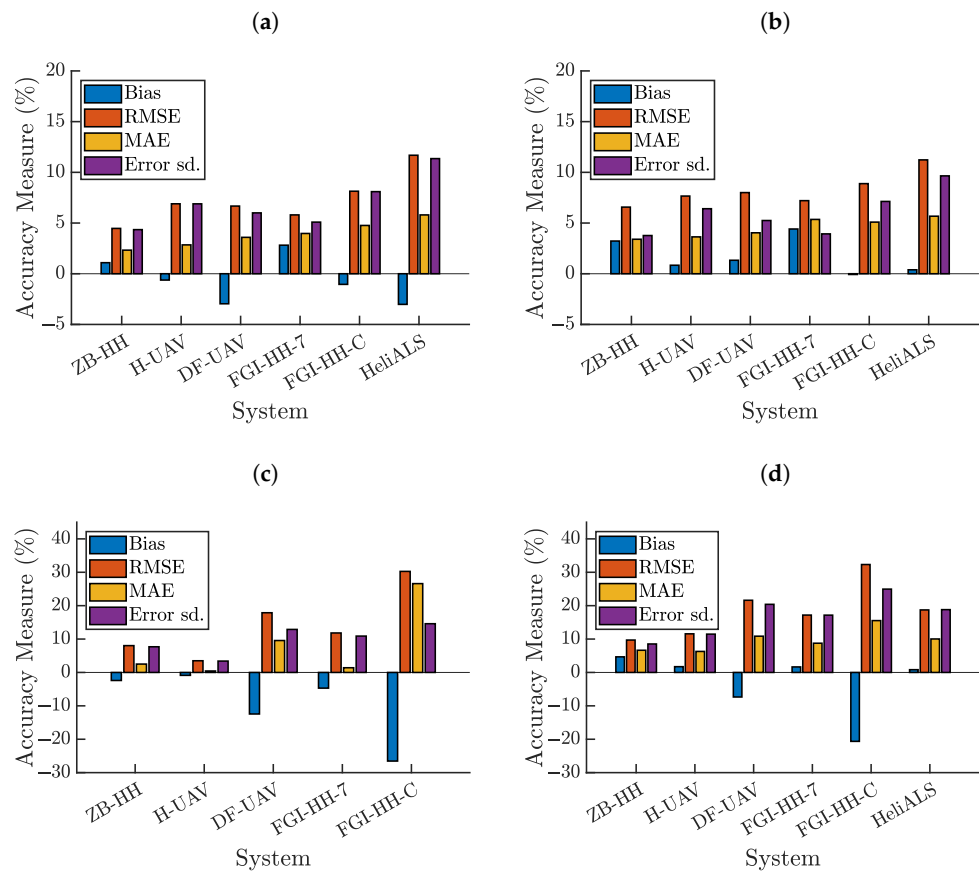 (a)
20
15
10
5
0
−5
Accuracy Measure (%)
Bias
RMSE
MAE
Error sd.
ZB-HH
H-UAV
DF-UAV
FGI-HH-7
FGI-HH-C
HeliALS
System
(b)
20
15
10
5
0
−5
Accuracy Measure (%)
Bias
RMSE
MAE
Error sd.
ZB-HH
H-UAV
DF-UAV
FGI-HH-7
FGI-HH-C
HeliALS
System
(c)
40
30
20
10
0
−10
−20
−30
Accuracy Measure (%)
Bias
RMSE
MAE
Error sd.
ZB-HH
H-UAV
DF-UAV
FGI-HH-7
FGI-HH-C
System
(d)
40
30
20
10
0
−10
−20
−30
Accuracy Measure (%)
Bias
RMSE
MAE
Error sd.
ZB-HH
H-UAV
DF-UAV
FGI-HH-7
FGI-HH-C
HeliALS
System